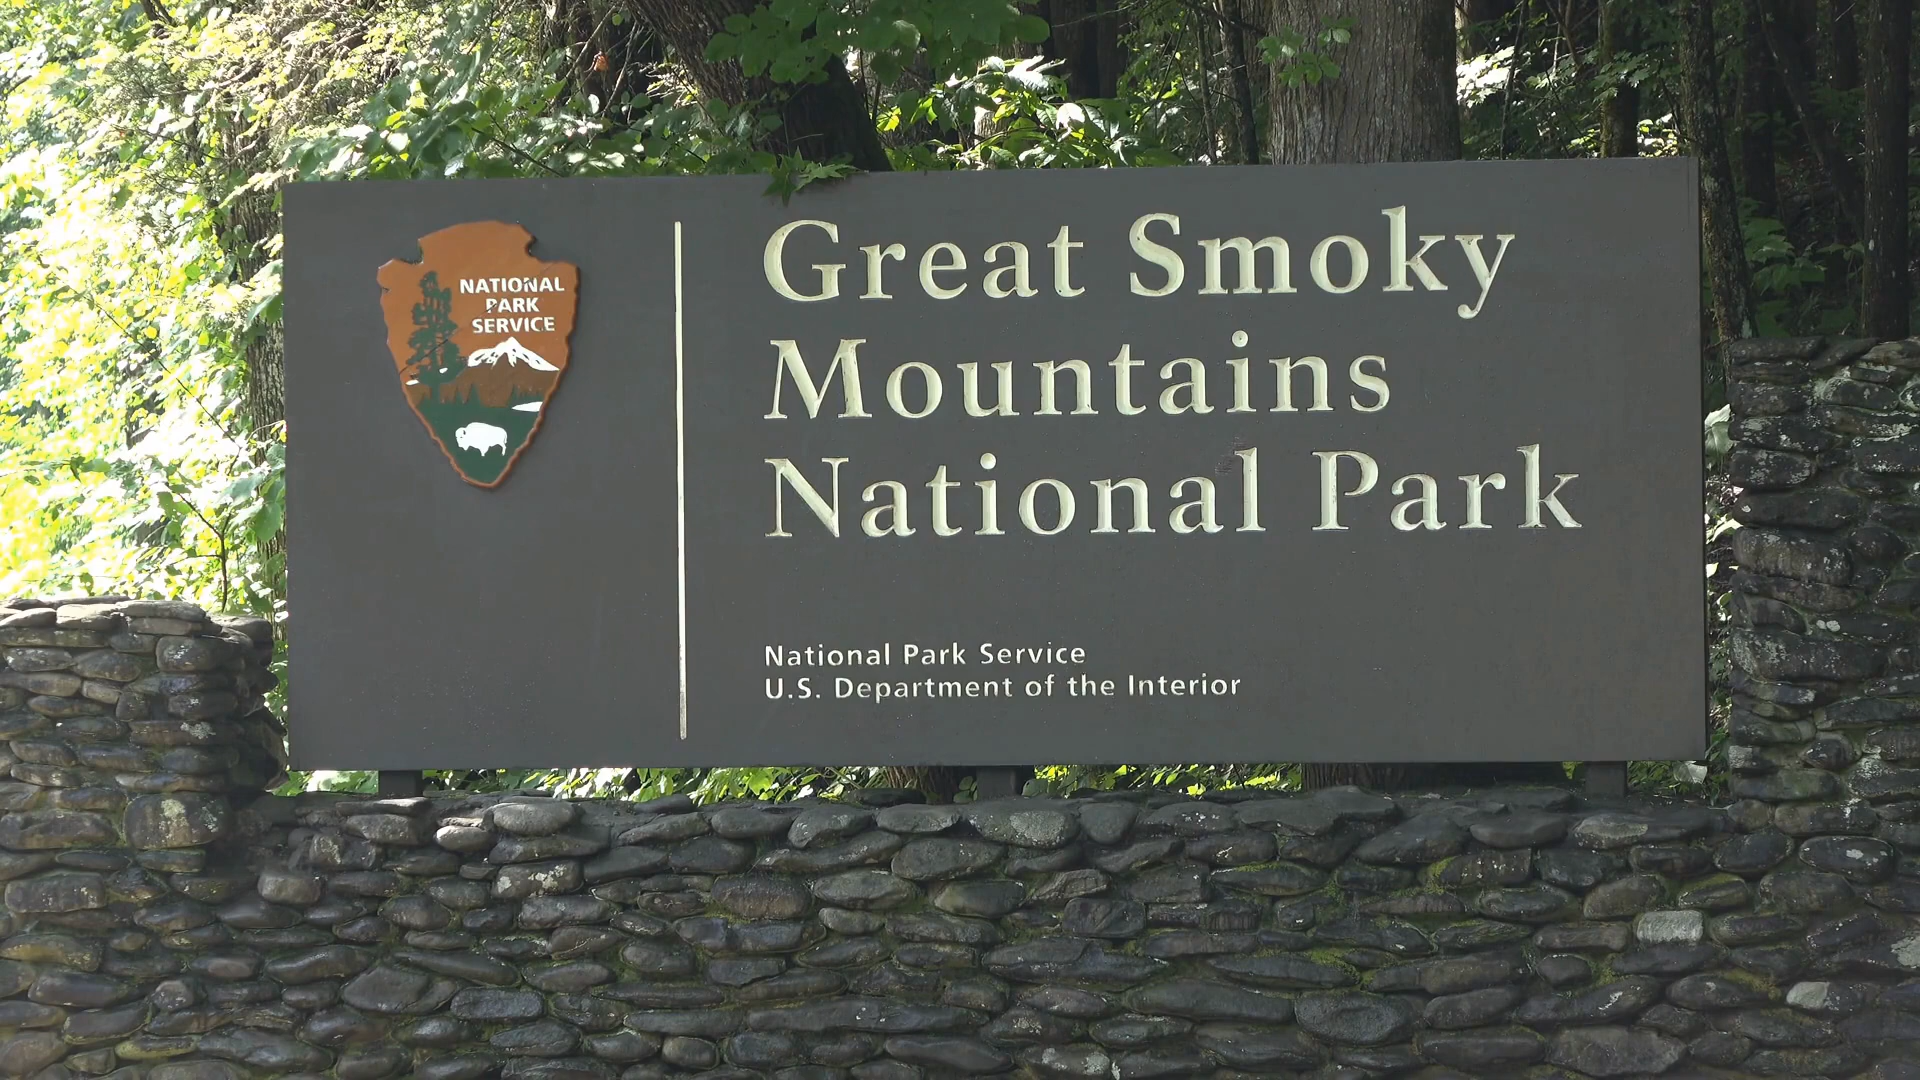 NATIONAL
PARK
SERVICE
Great Smoky
Mountains
National Park
National Park Service
U.S. Department of the Interior